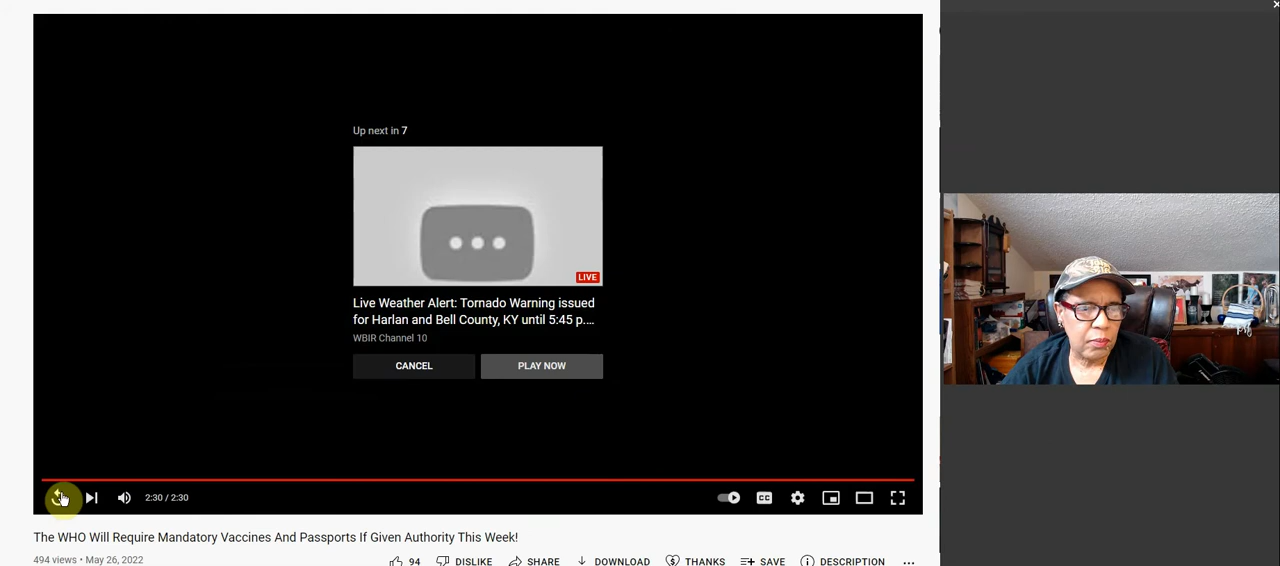 Up next in 7
LIVE
Live Weather Alert: Tornado Warning issued
for Harlan and Bell County, KY until 5:45 p....
WBIR Channel 10
CANCEL
PLAY NOW
2:30 / 2:30
CC
The WHO Will Require Mandatory Vaccines And Passports If Given Authority This Week!
494 views • May 26, 2022
94
DISLIKE
SHARE
DOWNLOAD
THANKS
SAVE
DESCRIPTION